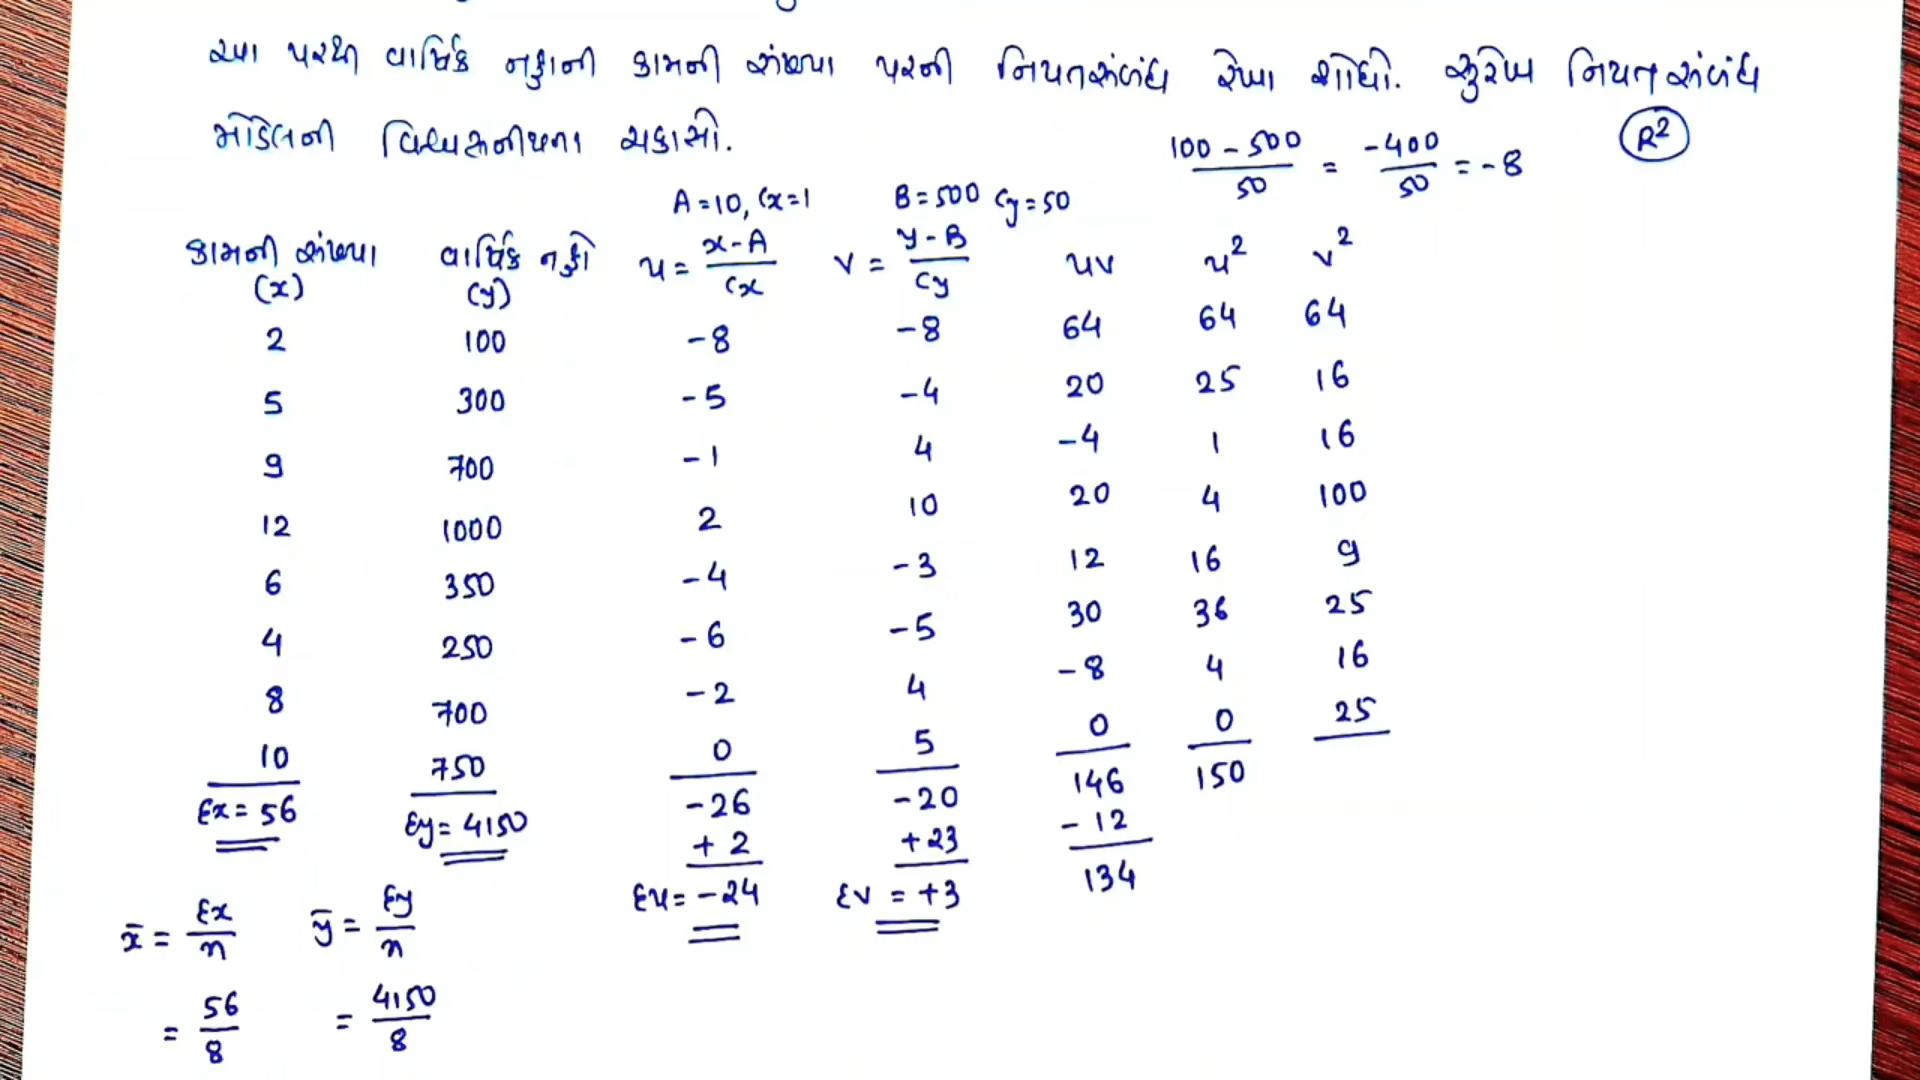 આ પરથી વાર્ષિક નફાની કામની સંખ્યા પરની નિયતસંબંધ રેખા શોધો. સુરેખ નિયતસંબંધ
મોડેલની વિશ્વસનીયતા ચકાસો.
R²
100 - 500 / 50 = -400 / 50 = -8
A = 10, Cx = 1 B = 500 Cy = 50
કામની સંખ્યા (x) વાર્ષિક નફો (y) u = x - A / Cx v = y - B / Cy uv u² v²
2 100 -8 -8 64 64 64
5 300 -5 -4 20 25 16
9 700 -1 4 -4 1 16
12 1000 2 10 20 4 100
6 350 -4 -3 12 16 9
4 250 -6 -5 30 36 25
8 700 -2 4 -8 4 16
10 750 0 5 0 0 25
Σx = 56 Σy = 4150 -26 -20 146 150
+ 2 +23 - 12
Σu = -24 Σv = +3 134
x̄ = Σx / n ȳ = Σy / n
= 56 / 8 = 4150 / 8